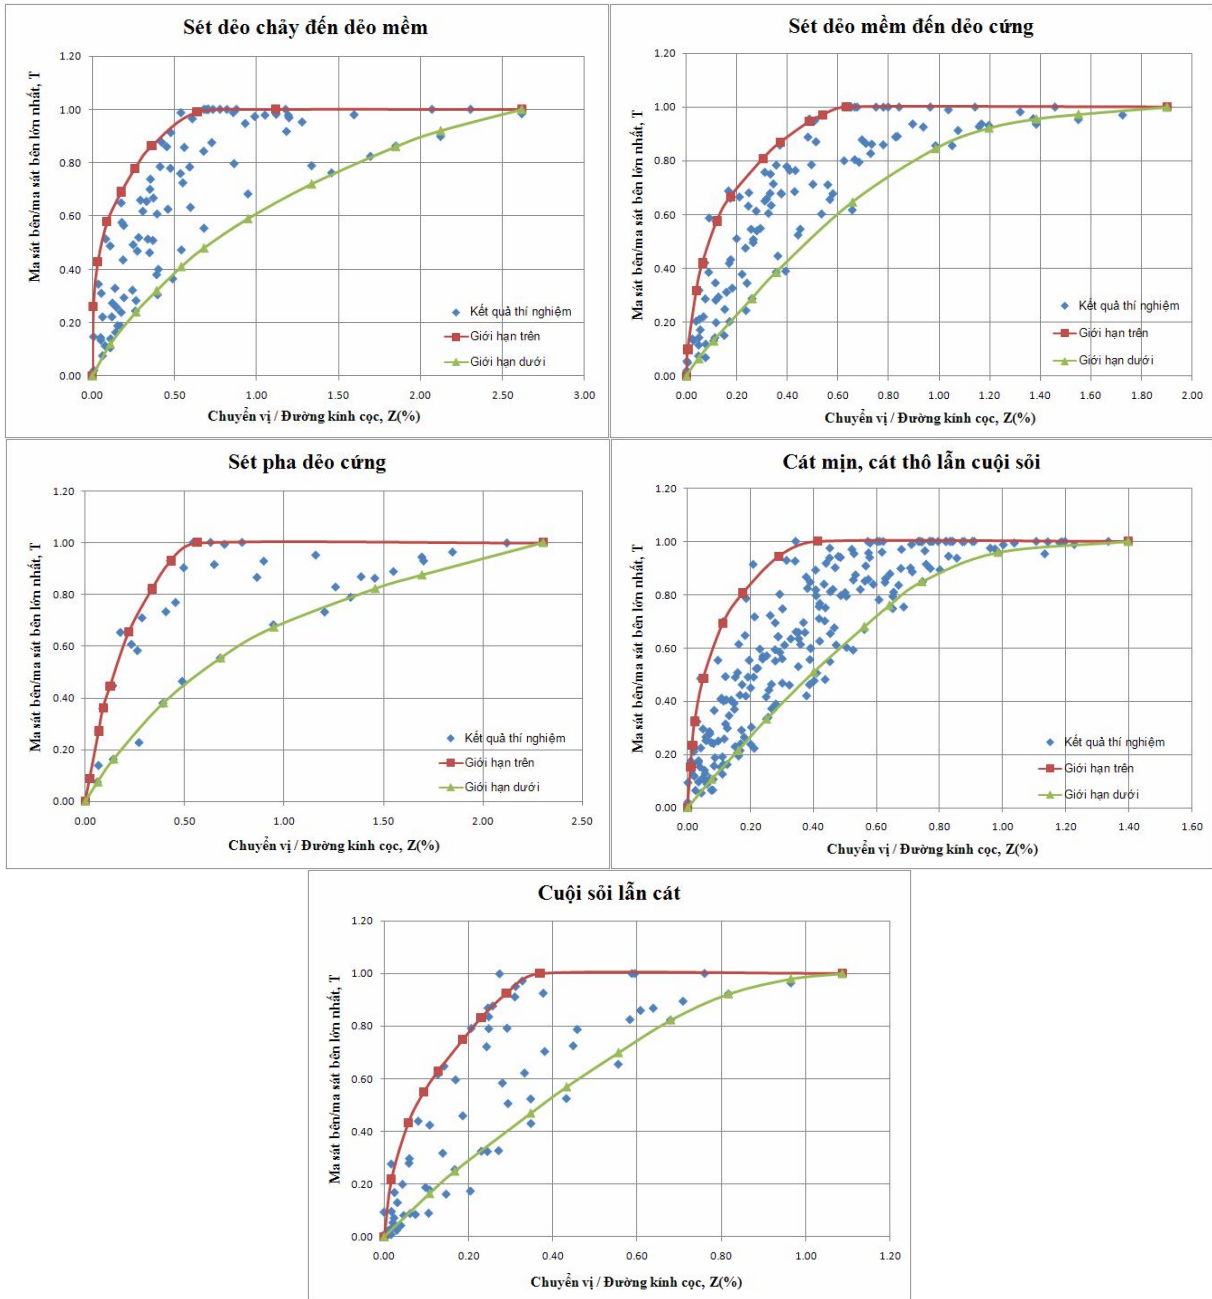 Sét dẻo chảy đến dẻo mềm
Ma sát bên/ma sát bên lớn nhất, T
1.20
1.00
0.80
0.60
0.40
0.20
0.00
Kết quả thí nghiệm
Giới hạn trên
Giới hạn dưới
0.00 0.50 1.00 1.50 2.00 2.50 3.00
Chuyển vị / Đường kính cọc, Z(%)
Sét dẻo mềm đến dẻo cứng
Ma sát bên/ma sát bên lớn nhất, T
1.20
1.00
0.80
0.60
0.40
0.20
0.00
Kết quả thí nghiệm
Giới hạn trên
Giới hạn dưới
0.00 0.20 0.40 0.60 0.80 1.00 1.20 1.40 1.60 1.80 2.00
Chuyển vị / Đường kính cọc, Z(%)
Sét pha dẻo cứng
Ma sát bên/ma sát bên lớn nhất, T
1.20
1.00
0.80
0.60
0.40
0.20
0.00
Kết quả thí nghiệm
Giới hạn trên
Giới hạn dưới
0.00 0.50 1.00 1.50 2.00 2.50
Chuyển vị / Đường kính cọc, Z(%)
Cát mịn, cát thô lẫn cuội sỏi
Ma sát bên/ma sát bên lớn nhất, T
1.20
1.00
0.80
0.60
0.40
0.20
0.00
Kết quả thí nghiệm
Giới hạn trên
Giới hạn dưới
0.00 0.20 0.40 0.60 0.80 1.00 1.20 1.40 1.60
Chuyển vị / Đường kính cọc, Z(%)
Cuội sỏi lẫn cát
Ma sát bên/ma sát bên lớn nhất, T
1.20
1.00
0.80
0.60
0.40
0.20
0.00
0.00 0.20 0.40 0.60 0.80 1.00 1.20
Chuyển vị / Đường kính cọc, Z(%)